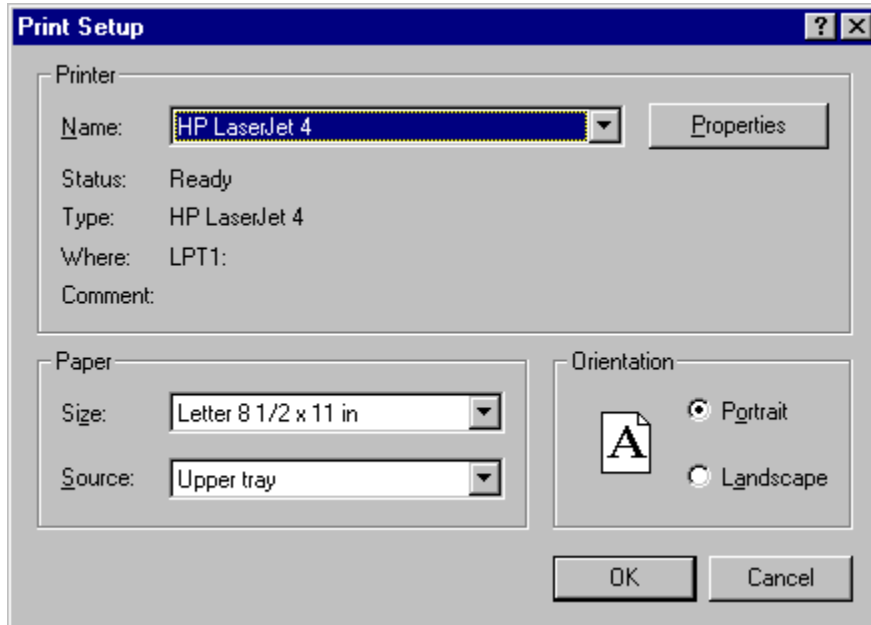 Print Setup
Printer
Name: HP LaserJet 4 Properties
Status: Ready
Type: HP LaserJet 4
Where: LPT1:
Comment:
Paper
Size: Letter 8 1/2 x 11 in
Source: Upper tray
Orientation
A
Portrait
Landscape
OK Cancel